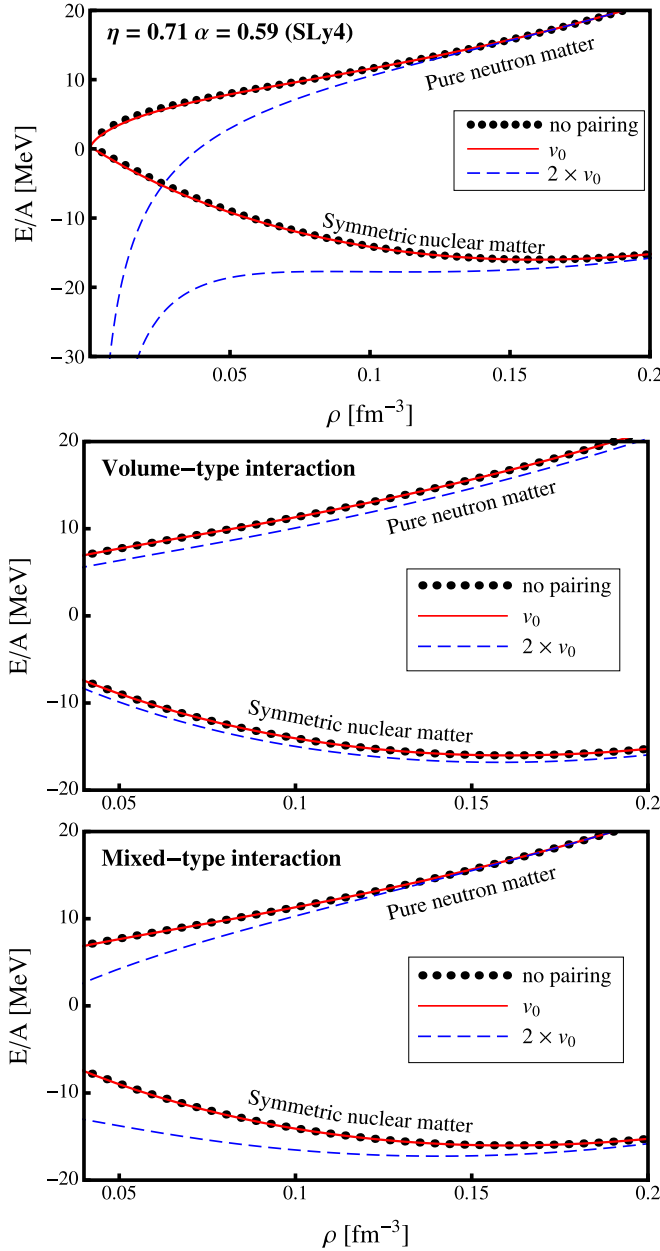 η = 0.71 α = 0.59 (SLy4)
Pure neutron matter
no pairing
v₀
2 × v₀
Symmetric nuclear matter
E/A [MeV]
20
10
0
−10
−20
−30
0.05
0.1
0.15
0.2
ρ [fm⁻³]
Volume−type interaction
Pure neutron matter
no pairing
v₀
2 × v₀
Symmetric nuclear matter
E/A [MeV]
20
10
0
−10
−20
0.05
0.1
0.15
0.2
Mixed−type interaction
Pure neutron matter
no pairing
v₀
2 × v₀
Symmetric nuclear matter
E/A [MeV]
20
10
0
−10
−20
0.05
0.1
0.15
0.2
ρ [fm⁻³]